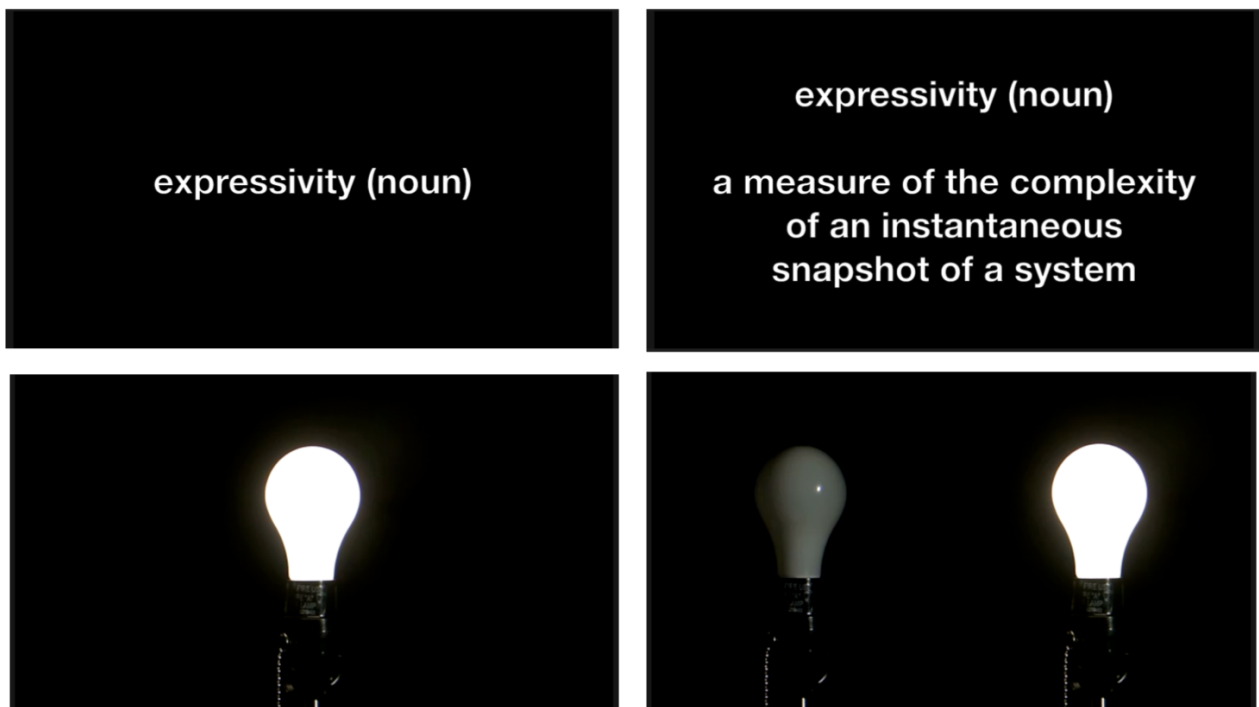 expressivity (noun)
expressivity (noun)
a measure of the complexity
of an instantaneous
snapshot of a system